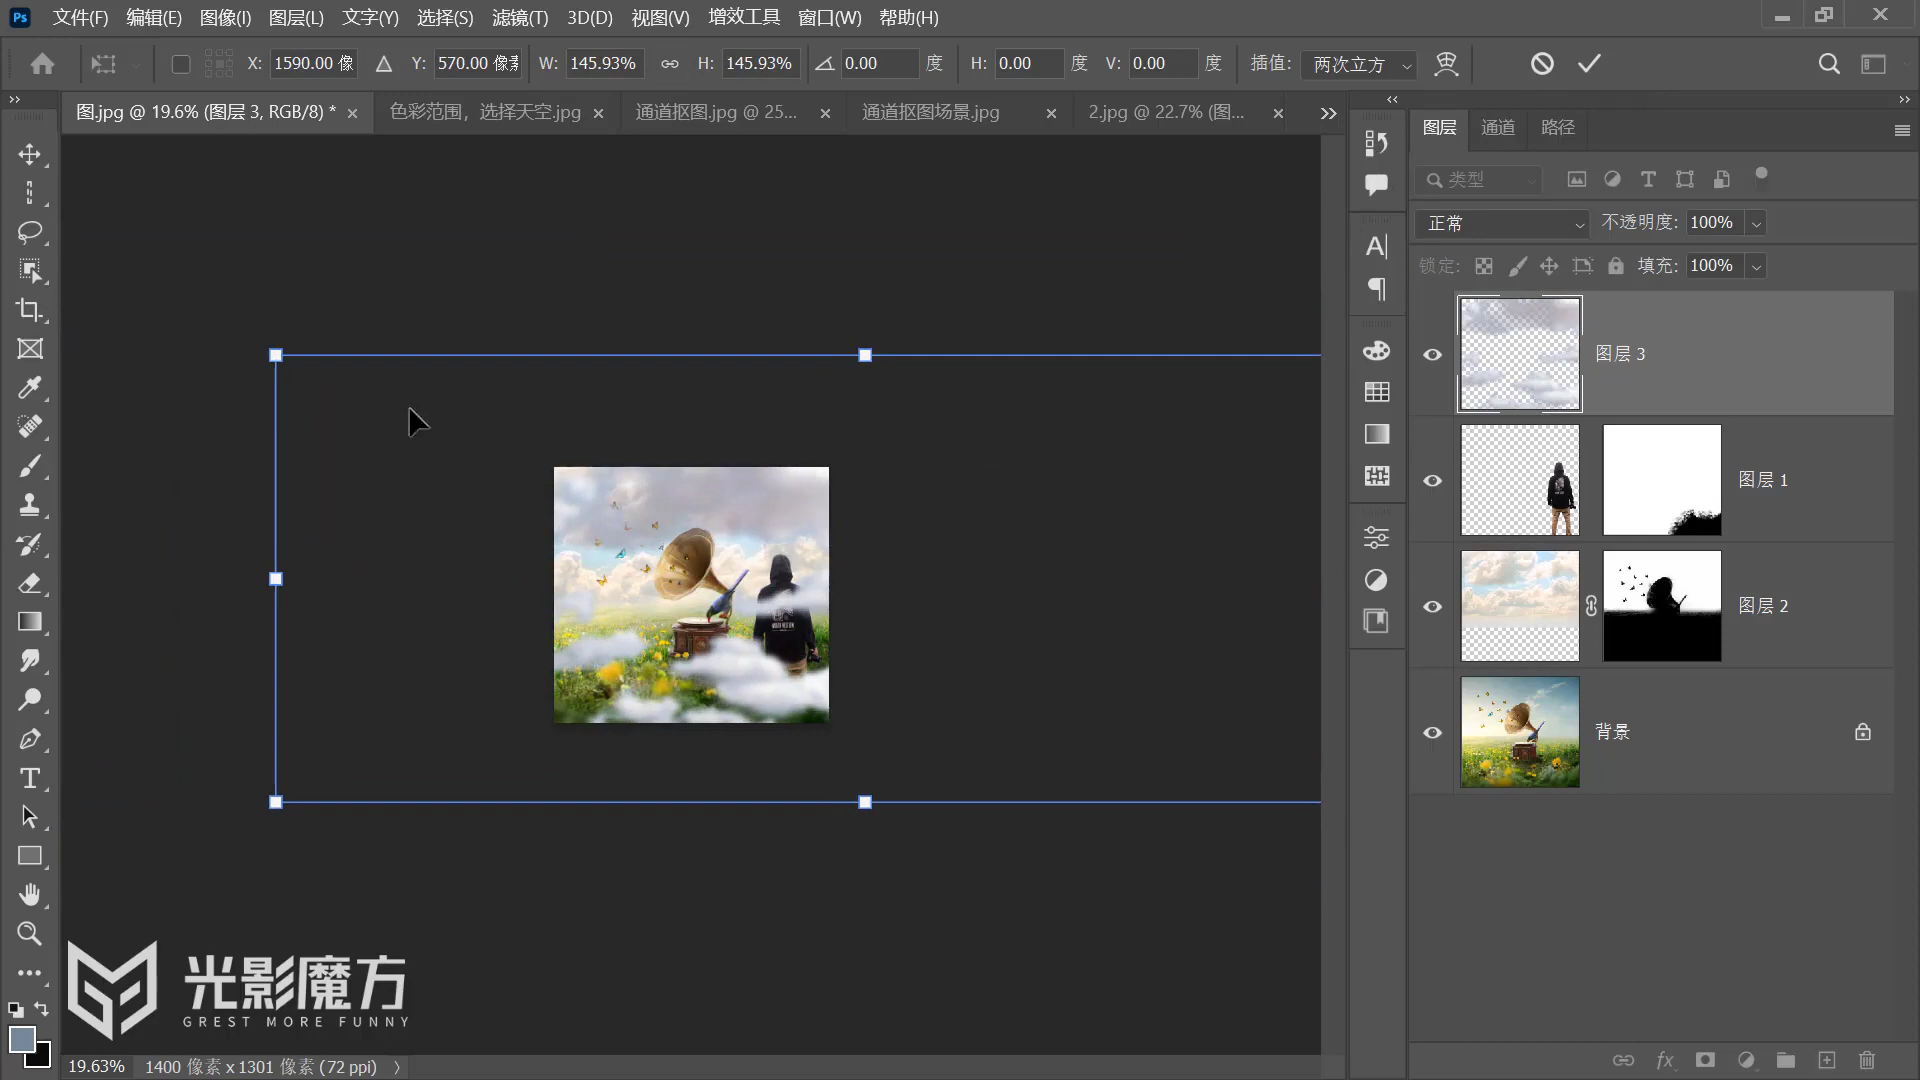 Ps 文件(F) 编辑(E) 图像(I) 图层(L) 文字(Y) 选择(S) 滤镜(T) 3D(D) 视图(V) 增效工具 窗口(W) 帮助(H)
X: 1590.00 像 Y: 570.00 像 W: 145.93% H: 145.93% 0.00 度 H: 0.00 度 V: 0.00 度 插值: 两次立方
图.jpg @ 19.6% (图层 3, RGB/8) * 色彩范围，选择天空.jpg 通道抠图.jpg @ 25... 通道抠图场景.jpg 2.jpg @ 22.7% (图...
图层 通道 路径
类型
正常 不透明度: 100%
锁定: 填充: 100%
图层 3
图层 1
图层 2
背景
光影魔方
GREST MORE FUNNY
19.63% 1400 像素 x 1301 像素 (72 ppi)